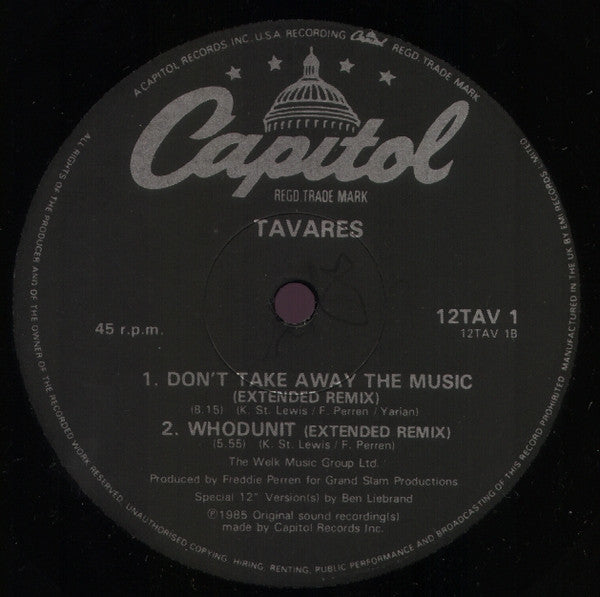 A CAPITOL RECORDS INC. U.S.A. RECORDING Capitol REGD. TRADE MARK
Capitol
REGD TRADE MARK
TAVARES
45 r.p.m.
12TAV 1
12TAV 1B
1. DON'T TAKE AWAY THE MUSIC
(EXTENDED REMIX)
(8.15) (K. St. Lewis / F. Perren / Yarian)
2. WHODUNIT (EXTENDED REMIX)
(5.55) (K. St. Lewis / F. Perren)
The Welk Music Group Ltd.
Produced by Freddie Perren for Grand Slam Productions
Special 12" Version(s) by Ben Liebrand
℗1985 Original sound recording(s)
made by Capitol Records Inc.
ALL RIGHTS OF THE PRODUCER AND OF THE OWNER OF THE RECORDED WORK RESERVED. UNAUTHORISED COPYING, HIRING, RENTING, PUBLIC PERFORMANCE AND BROADCASTING OF THIS RECORD PROHIBITED. MANUFACTURED IN THE UK BY EMI RECORDS LIMITED